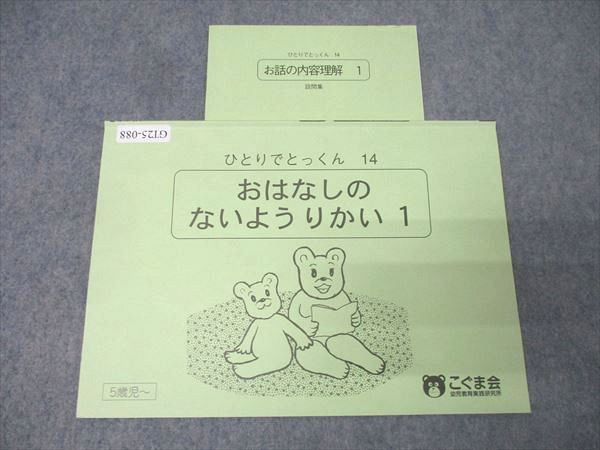 ひとりでとっくん 14
お話の内容理解 1
設問集
GT25-088
ひとりでとっくん 14
おはなしの
ないよう りかい 1
5歳児～
こぐま会
幼児教育実践研究所